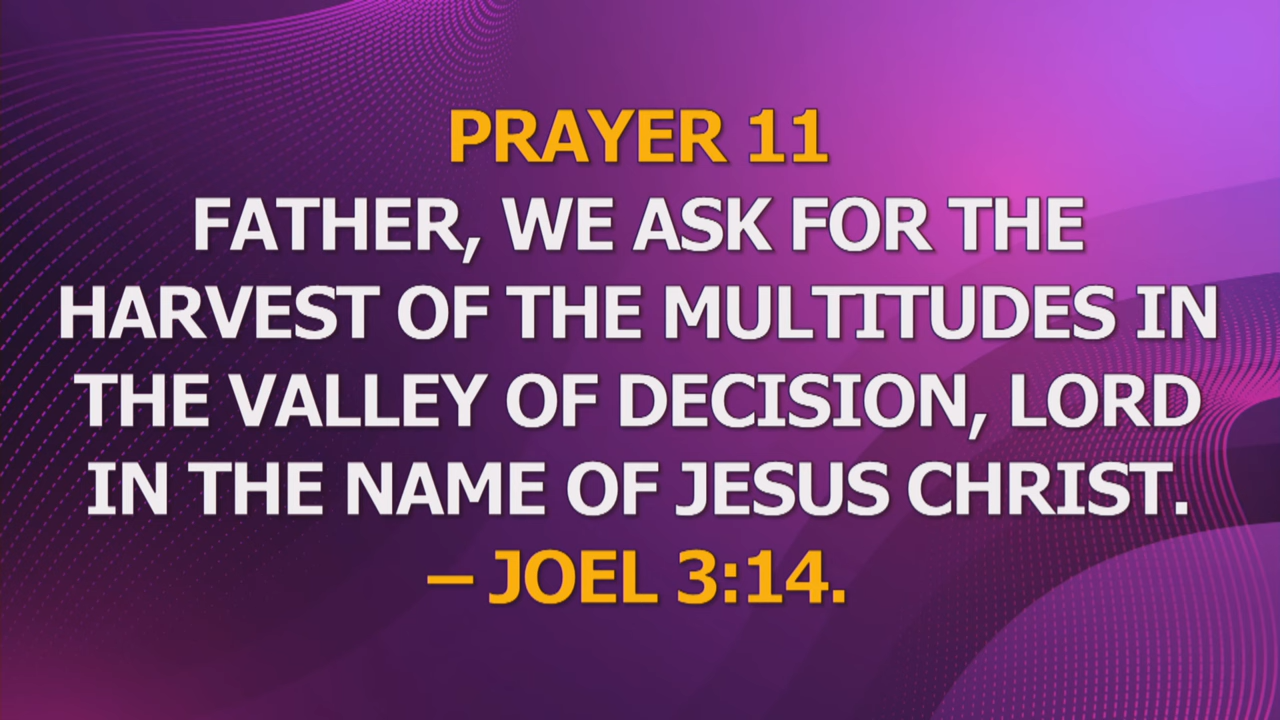 PRAYER 11
FATHER, WE ASK FOR THE
HARVEST OF THE MULTITUDES IN
THE VALLEY OF DECISION, LORD
IN THE NAME OF JESUS CHRIST.
– JOEL 3:14.